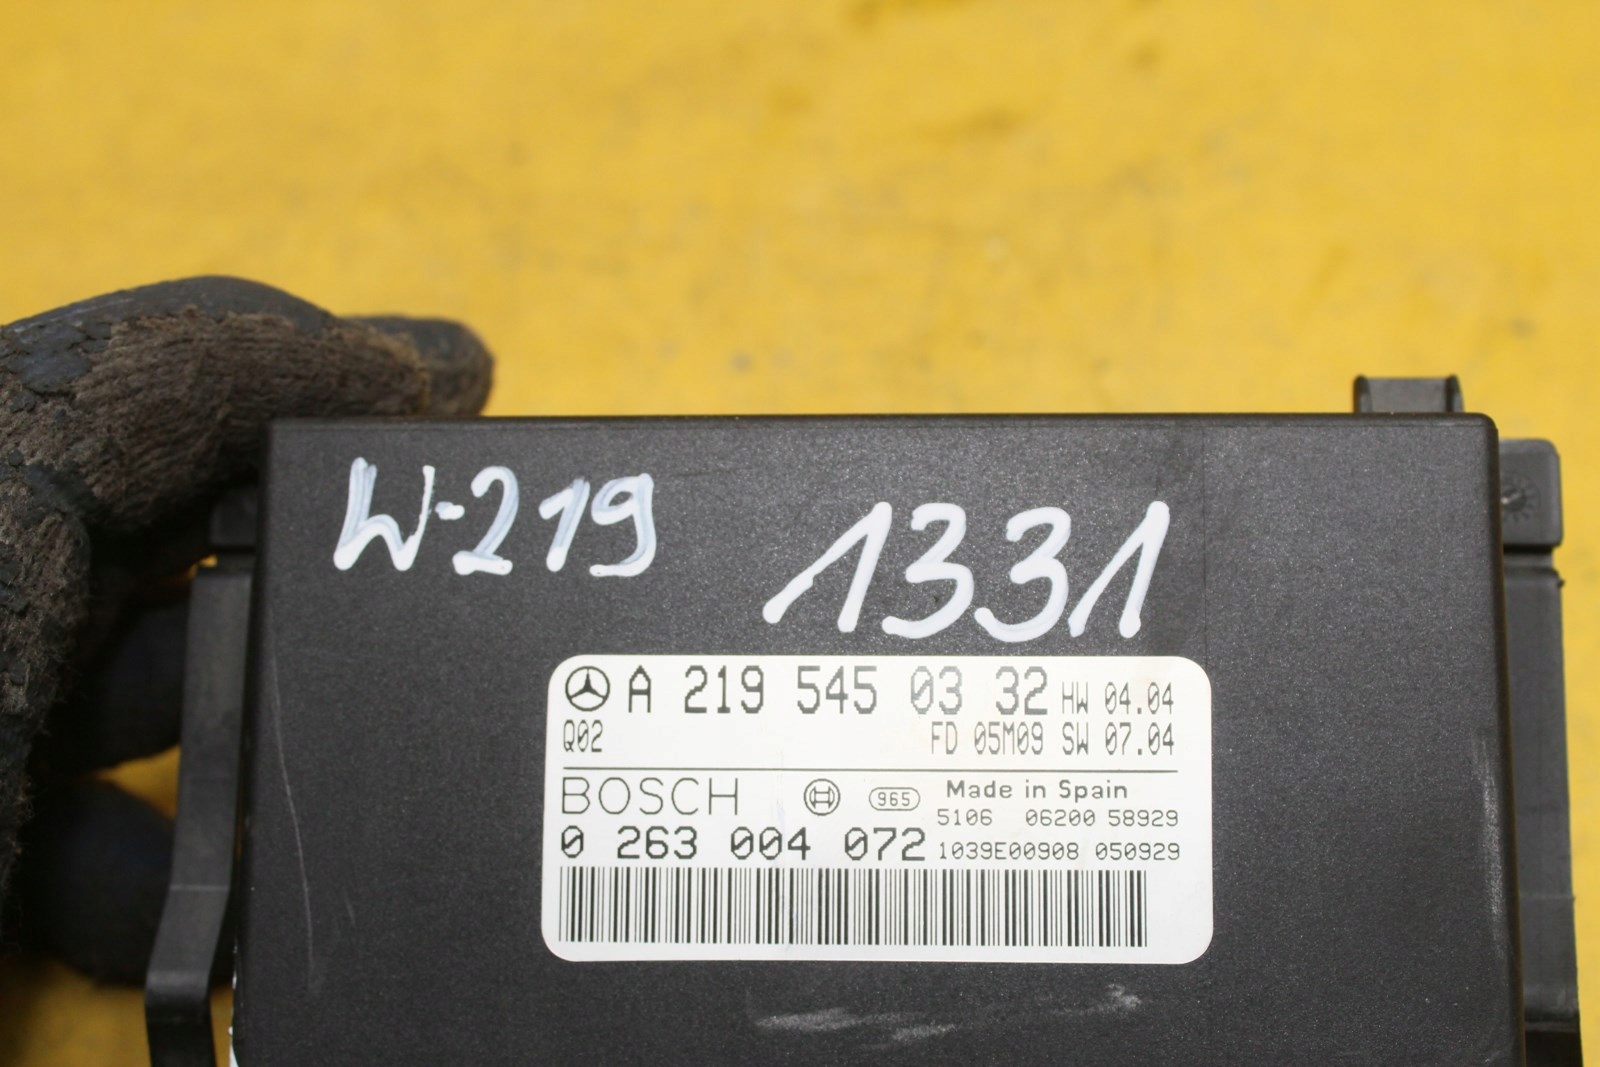 W-219
1331
A 219 545 03 32 HW 04.04
Q02 FD 05M09 SW 07.04
BOSCH 965 Made in Spain
5106 06200 58929
0 263 004 072 1039E00908 050929